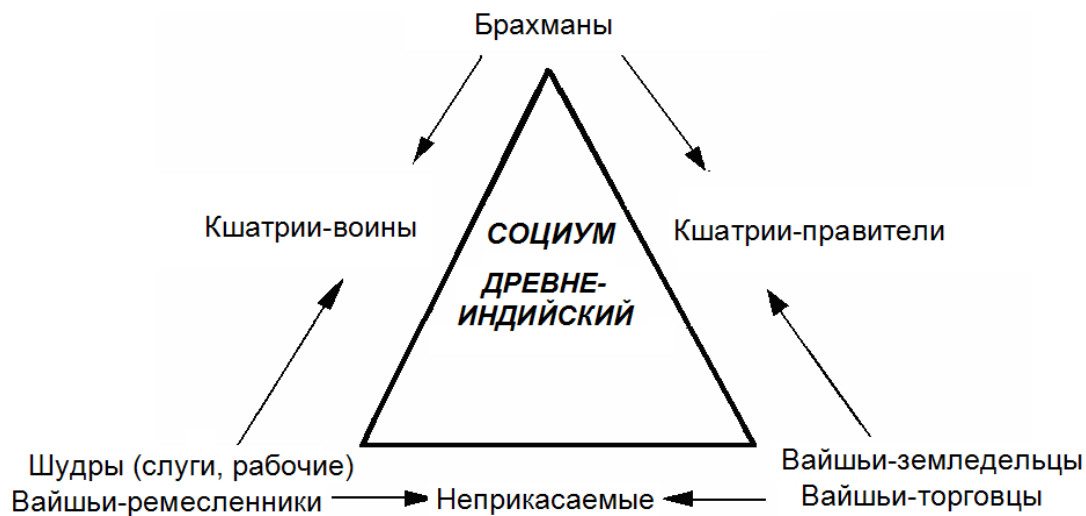 Брахманы
Кшатрии-воины
СОЦИУМ
ДРЕВНЕ-
ИНДИЙСКИЙ
Кшатрии-правители
Шудры (слуги, рабочие)
Вайшьи-ремесленники
Неприкасаемые
Вайшьи-земледельцы
Вайшьи-торговцы